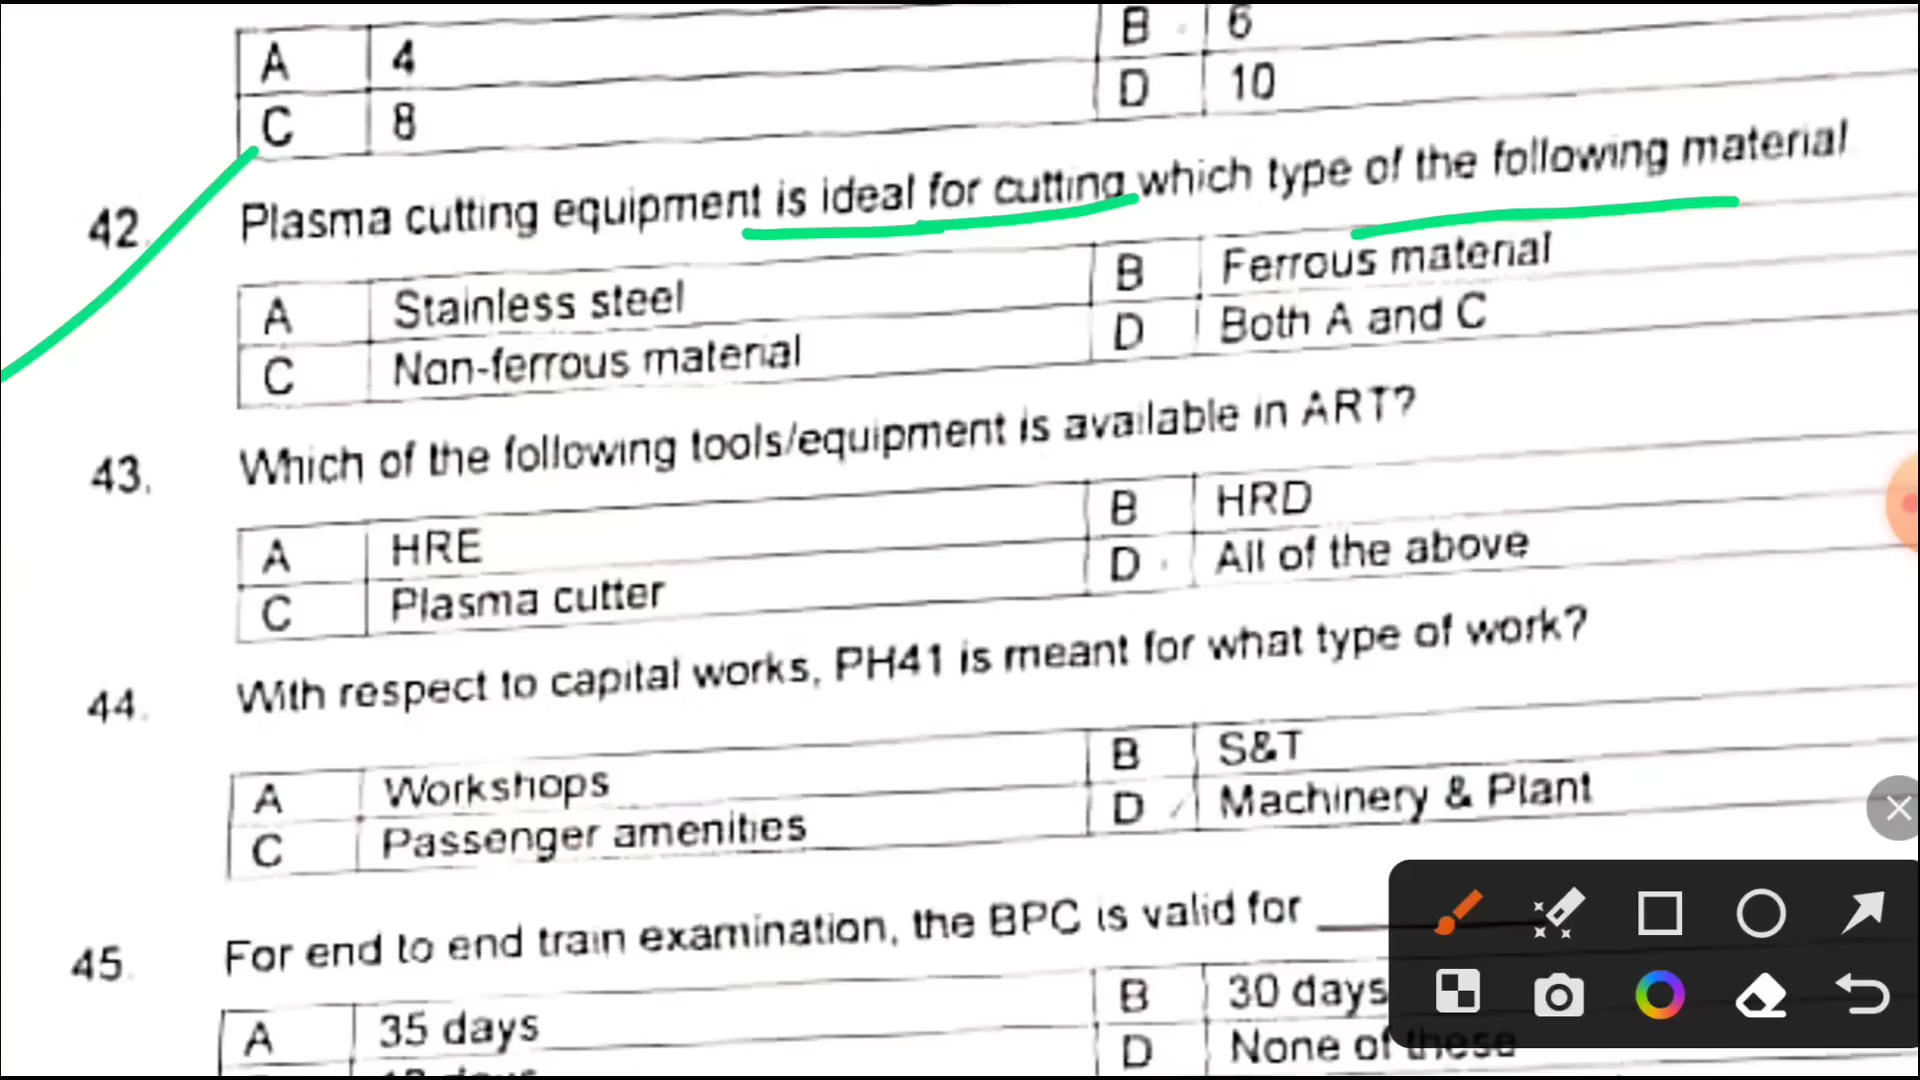 A 4 B 6
C 8 D 10
42. Plasma cutting equipment is ideal for cutting which type of the following material
A Stainless steel B Ferrous material
C Non-ferrous material D Both A and C
43. Which of the following tools/equipment is available in ART?
A HRE B HRD
C Plasma cutter D All of the above
44. With respect to capital works, PH41 is meant for what type of work?
A Workshops B S&T
C Passenger amenities D Machinery & Plant
45. For end to end train examination, the BPC is valid for
A 35 days B 30 days
D None of these